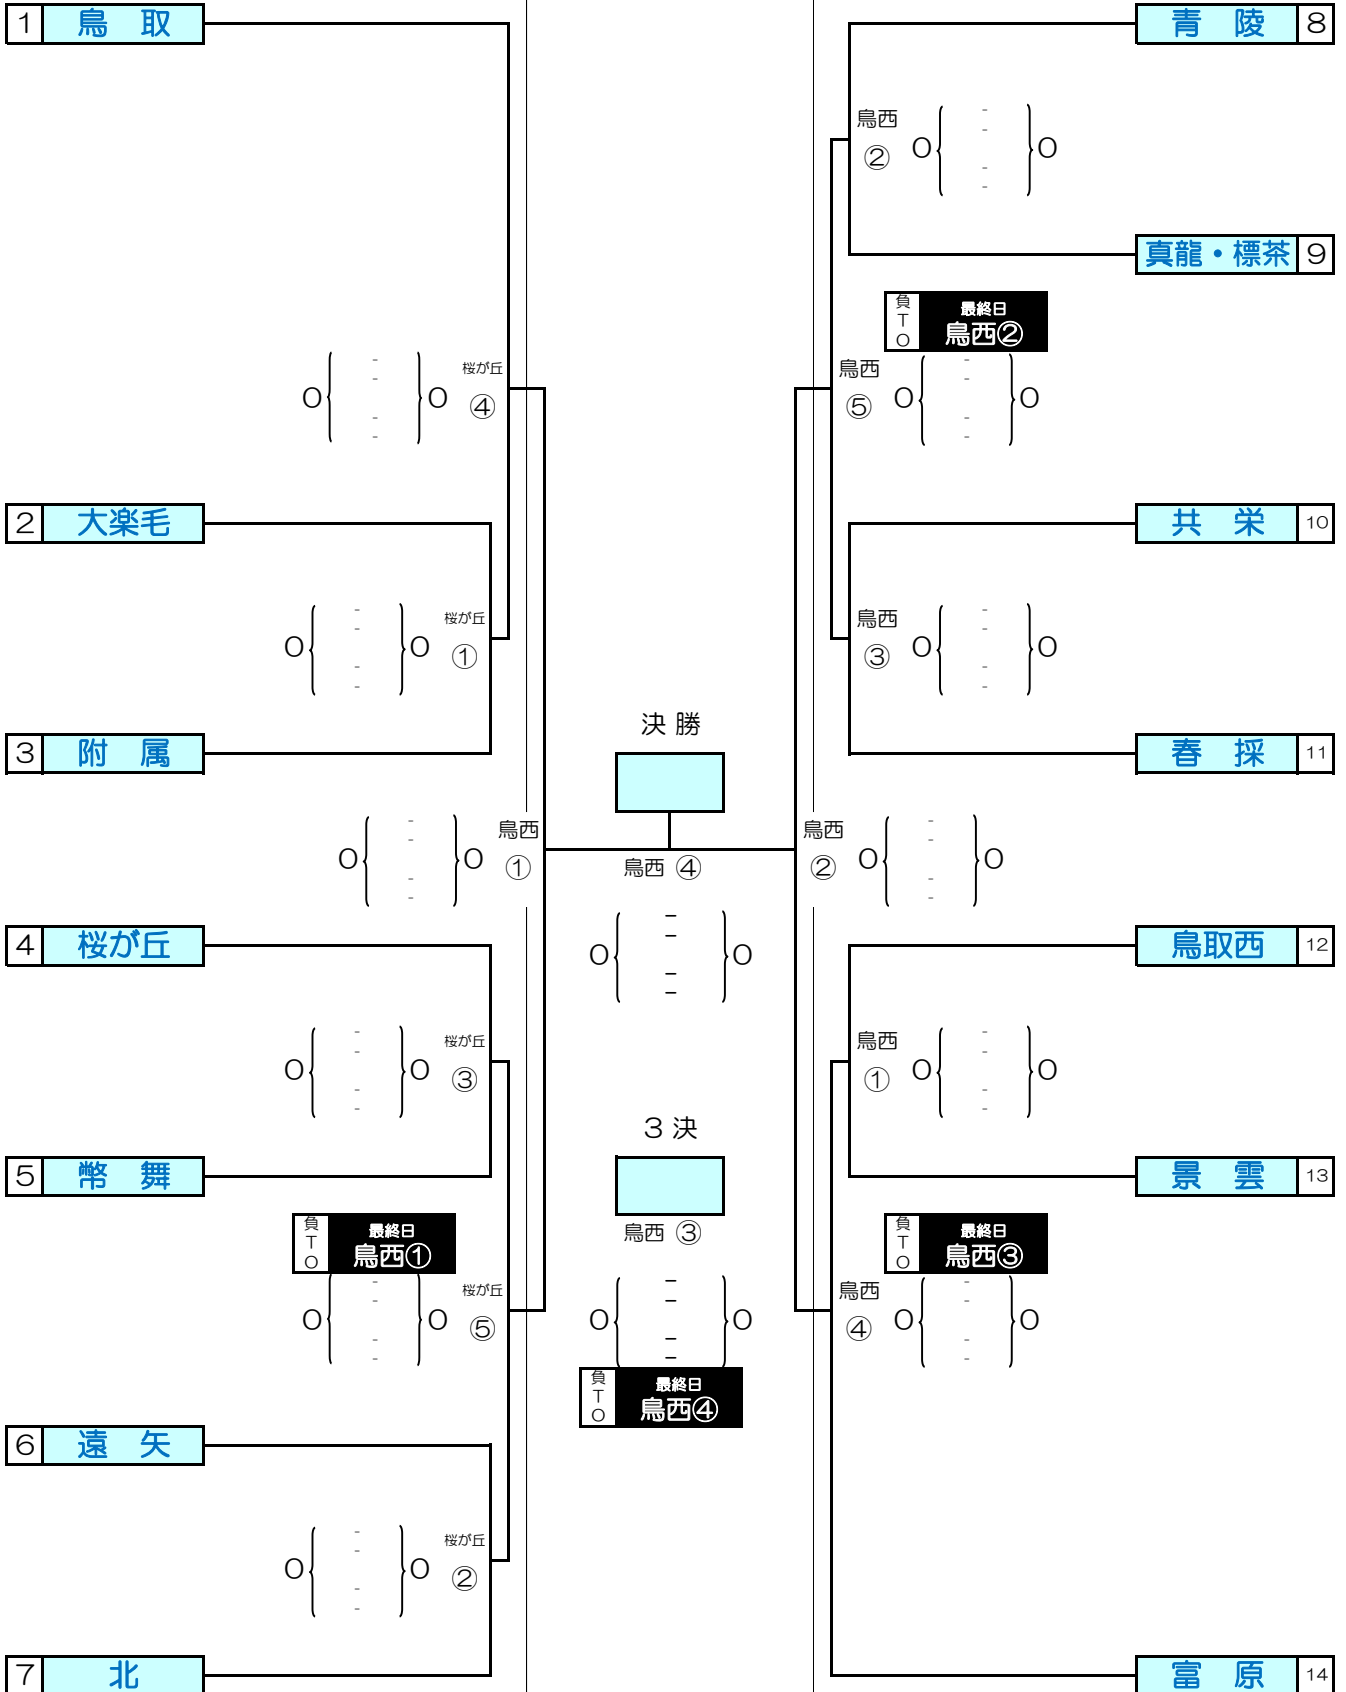 1 鳥 取
桜が丘
④
0 - - - - 0
2 大楽毛
桜が丘
①
0 - - - - 0
3 附 属
鳥西
①
0 - - - - 0
4 桜が丘
桜が丘
③
0 - - - - 0
5 幣 舞
負TO
最終日
鳥西①
桜が丘
⑤
0 - - - - 0
6 遠 矢
桜が丘
②
0 - - - - 0
7 北
決 勝
鳥西 ④
0 - - - - 0
3 決
鳥西 ③
0 - - - - 0
負TO
最終日
鳥西④
青 陵 8
鳥西
②
0 - - - - 0
真龍・標茶 9
負TO
最終日
鳥西②
鳥西
⑤
0 - - - - 0
共 栄 10
鳥西
③
0 - - - - 0
春 採 11
鳥西
②
0 - - - - 0
鳥取西 12
鳥西
①
0 - - - - 0
景 雲 13
負TO
最終日
鳥西③
鳥西
④
0 - - - - 0
富 原 14